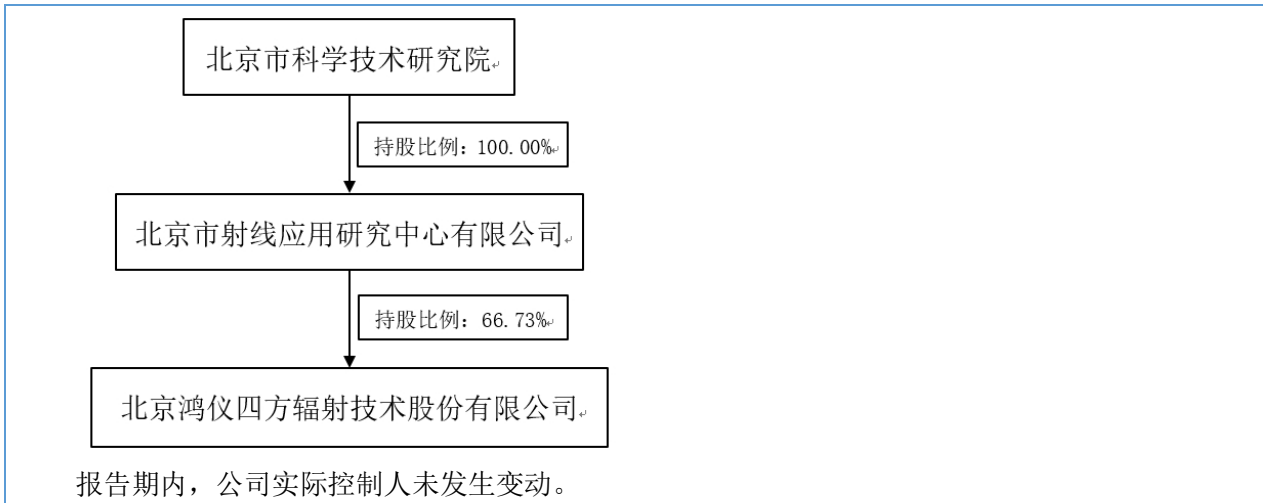 北京市科学技术研究院
持股比例：100.00%
北京市射线应用研究中心有限公司
持股比例：66.73%
北京鸿仪四方辐射技术股份有限公司
报告期内，公司实际控制人未发生变动。